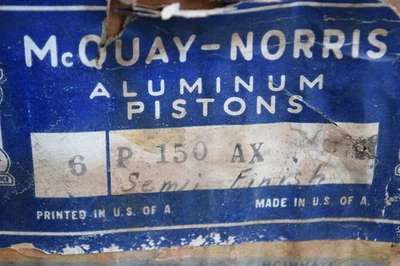 McQUAY-NORRIS
ALUMINUM
PISTONS
6 P 150 AX
Semi Finish
PRINTED IN U.S. OF A
MADE IN U.S. OF A.